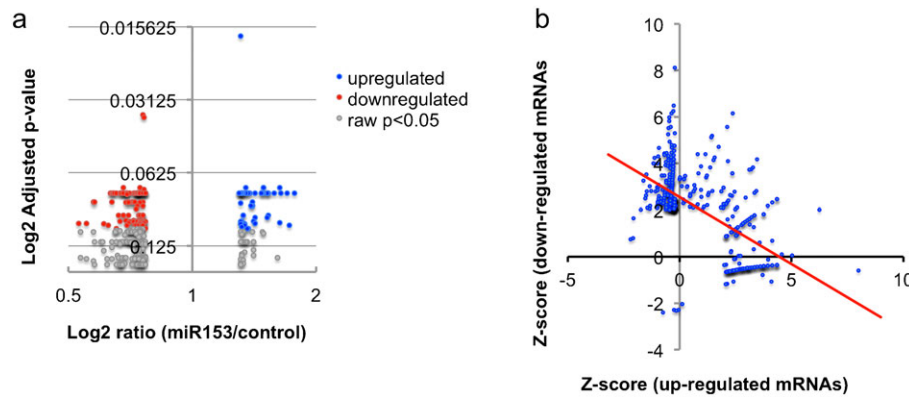 a
0.015625
0.03125
0.0625
0.125
0.5
1
2
Log2 Adjusted p-value
Log2 ratio (miR153/control)
upregulated
downregulated
raw p<0.05
b
10
8
6
4
2
0
-2
-4
-5
0
5
10
Z-score (down-regulated mRNAs)
Z-score (up-regulated mRNAs)